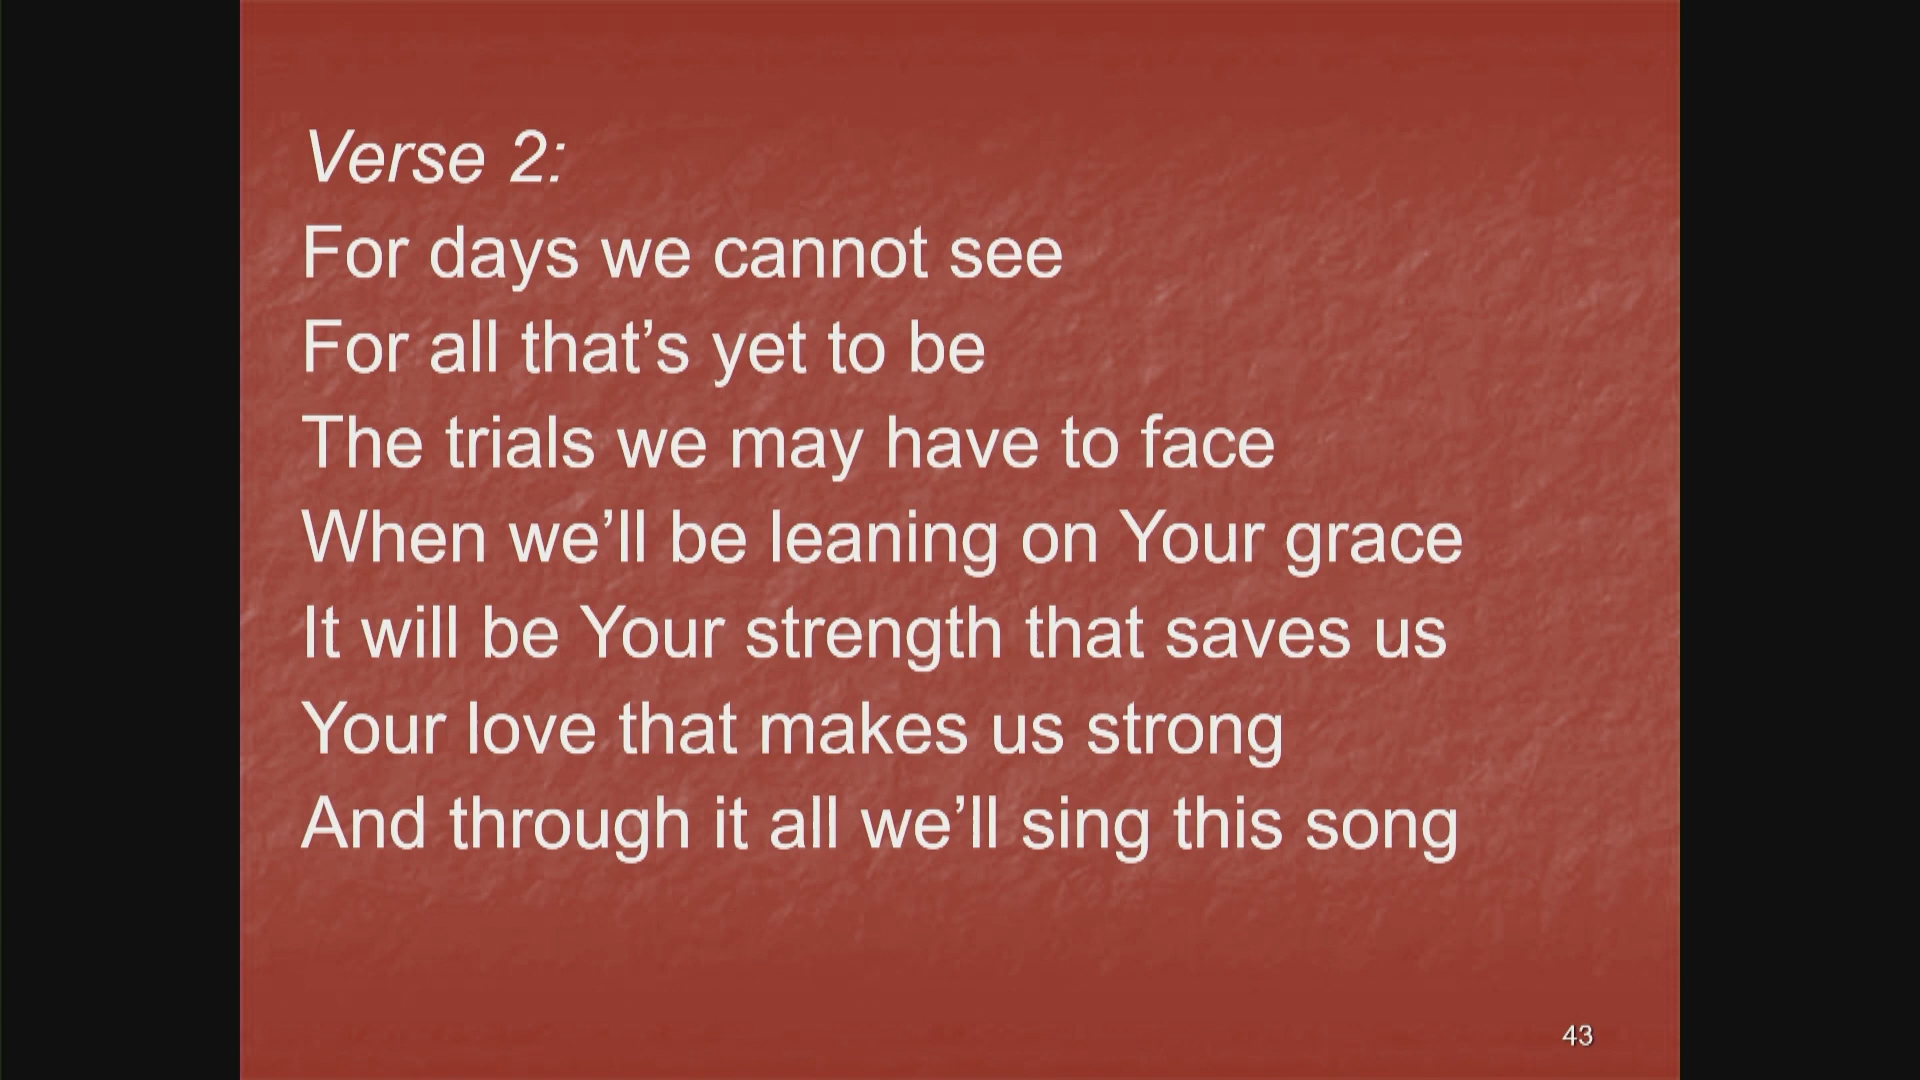 Verse 2:
For days we cannot see
For all that’s yet to be
The trials we may have to face
When we’ll be leaning on Your grace
It will be Your strength that saves us
Your love that makes us strong
And through it all we’ll sing this song
43